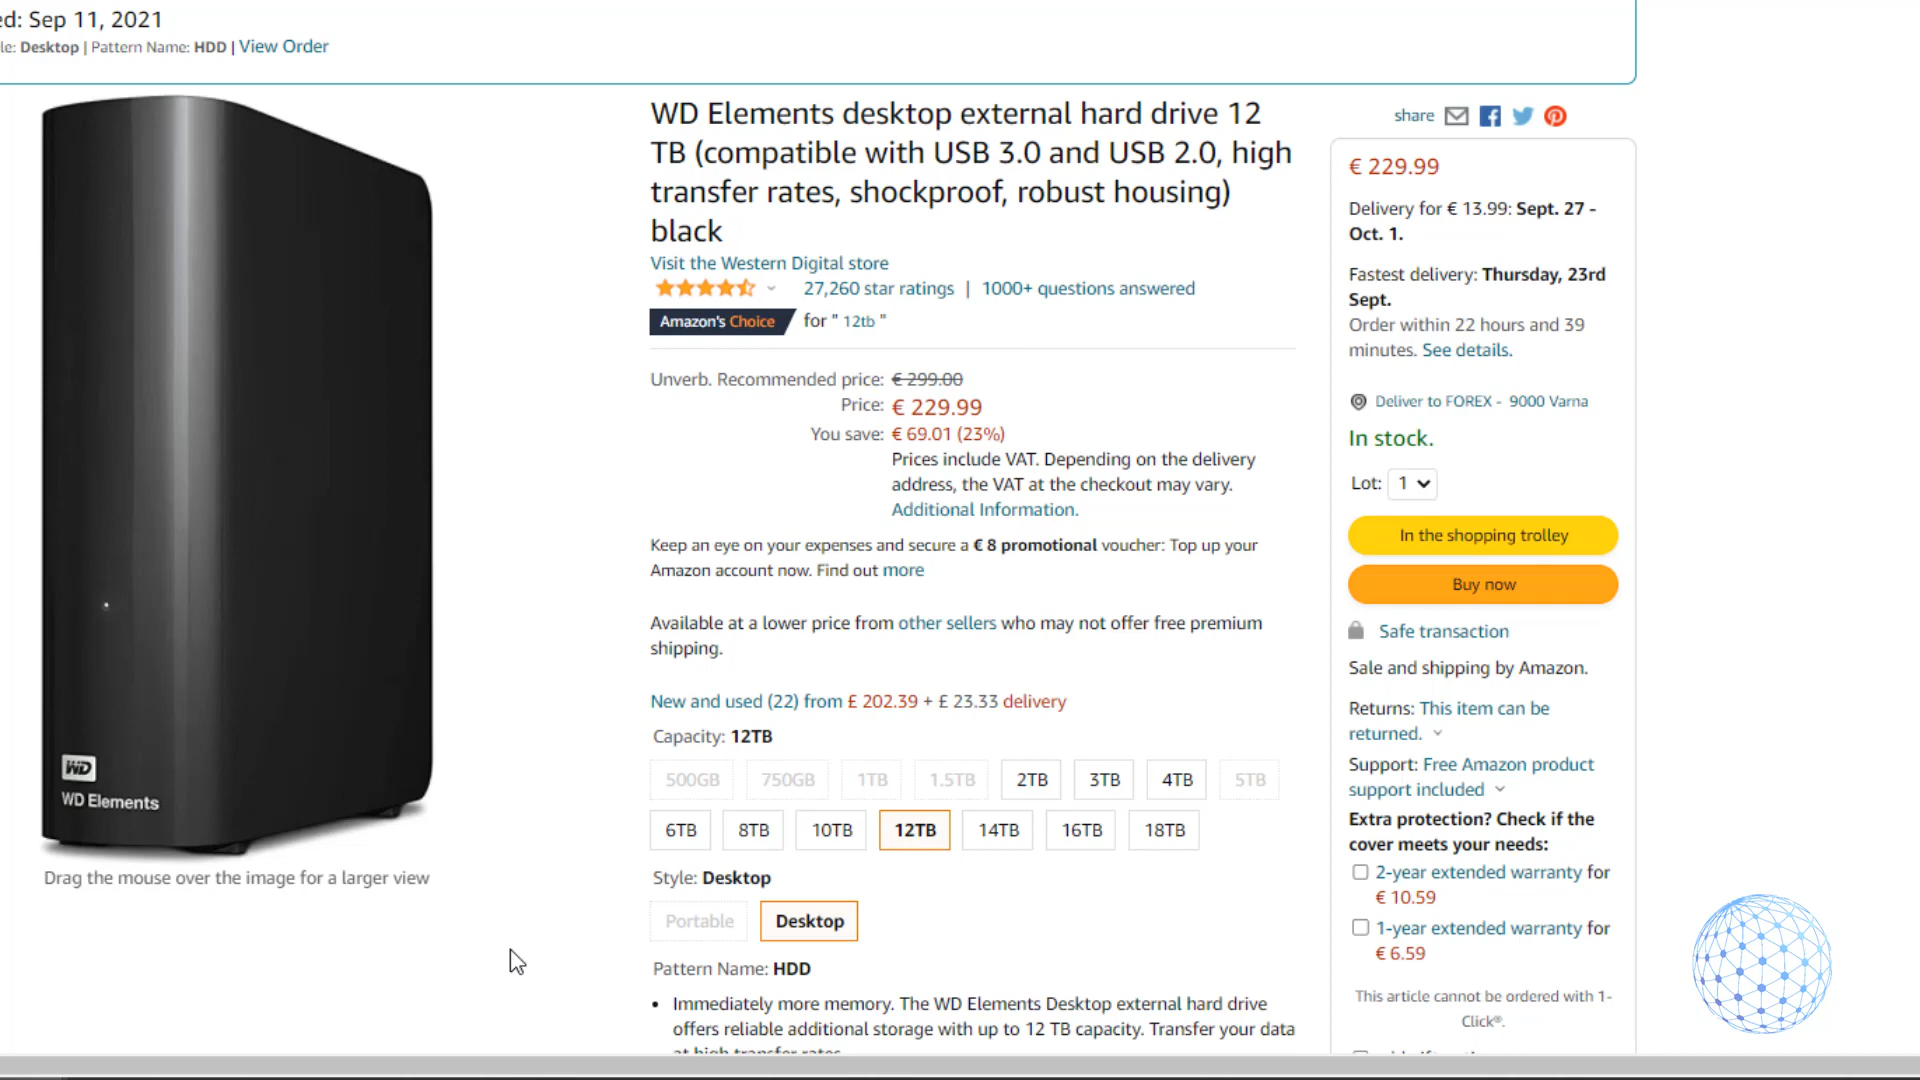 ed: Sep 11, 2021
le: Desktop | Pattern Name: HDD | View Order
WD
WD Elements
Drag the mouse over the image for a larger view
WD Elements desktop external hard drive 12
TB (compatible with USB 3.0 and USB 2.0, high
transfer rates, shockproof, robust housing)
black
Visit the Western Digital store
27,260 star ratings | 1000+ questions answered
Amazon's Choice for " 12tb "
Unverb. Recommended price: € 299.00
Price: € 229.99
You save: € 69.01 (23%)
Prices include VAT. Depending on the delivery
address, the VAT at the checkout may vary.
Additional Information.
Keep an eye on your expenses and secure a € 8 promotional voucher: Top up your
Amazon account now. Find out more
Available at a lower price from other sellers who may not offer free premium
shipping.
New and used (22) from £ 202.39 + £ 23.33 delivery
Capacity: 12TB
500GB 750GB 1TB 1.5TB 2TB 3TB 4TB 5TB
6TB 8TB 10TB 12TB 14TB 16TB 18TB
Style: Desktop
Portable Desktop
Pattern Name: HDD
• Immediately more memory. The WD Elements Desktop external hard drive
offers reliable additional storage with up to 12 TB capacity. Transfer your data
at high transfer rates.
share
€ 229.99
Delivery for € 13.99: Sept. 27 -
Oct. 1.
Fastest delivery: Thursday, 23rd
Sept.
Order within 22 hours and 39
minutes. See details.
Deliver to FOREX - 9000 Varna
In stock.
Lot: 1
In the shopping trolley
Buy now
Safe transaction
Sale and shipping by Amazon.
Returns: This item can be
returned.
Support: Free Amazon product
support included
Extra protection? Check if the
cover meets your needs:
2-year extended warranty for
€ 10.59
1-year extended warranty for
€ 6.59
This article cannot be ordered with 1-
Click®.